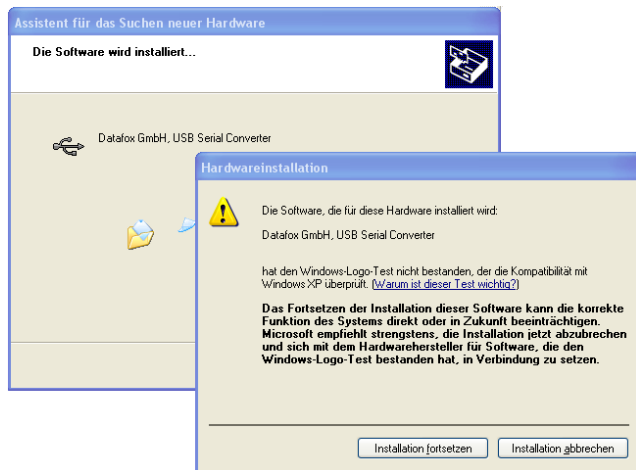 Assistent für das Suchen neuer Hardware
Die Software wird installiert...
Datafox GmbH, USB Serial Converter
Hardwareinstallation
Die Software, die für diese Hardware installiert wird:
Datafox GmbH, USB Serial Converter
hat den Windows-Logo-Test nicht bestanden, der die Kompatibilität mit
Windows XP überprüft. (Warum ist dieser Test wichtig?)
Das Fortsetzen der Installation dieser Software kann die korrekte
Funktion des Systems direkt oder in Zukunft beeinträchtigen.
Microsoft empfiehlt strengstens, die Installation jetzt abzubrechen
und sich mit dem Hardwarehersteller für Software, die den
Windows-Logo-Test bestanden hat, in Verbindung zu setzen.
Installation fortsetzen
Installation abbrechen